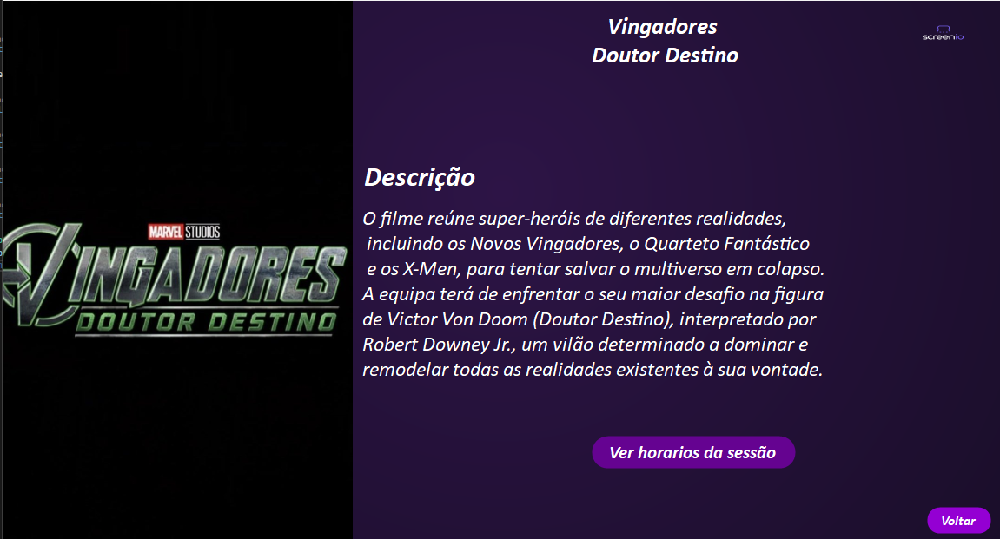 Vingadores
Doutor Destino
screenio
Descrição
O filme reúne super-heróis de diferentes realidades,
incluindo os Novos Vingadores, o Quarteto Fantástico
e os X-Men, para tentar salvar o multiverso em colapso.
A equipa terá de enfrentar o seu maior desafio na figura
de Victor Von Doom (Doutor Destino), interpretado por
Robert Downey Jr., um vilão determinado a dominar e
remodelar todas as realidades existentes à sua vontade.
MARVEL STUDIOS
VINGADORES
DOUTOR DESTINO
Ver horarios da sessão
Voltar